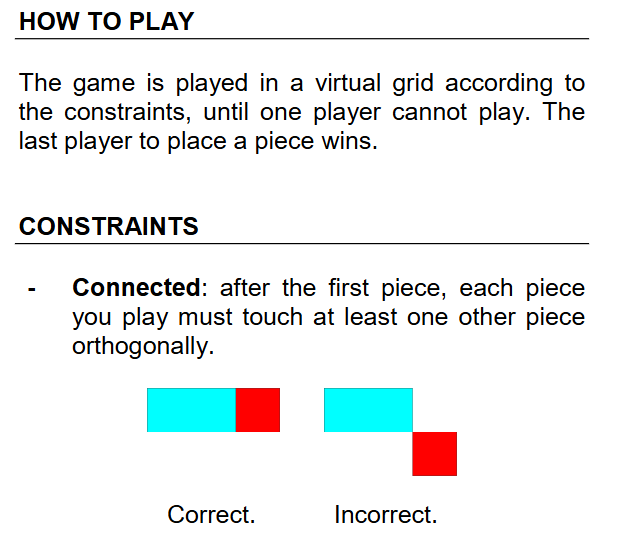 HOW TO PLAY
The game is played in a virtual grid according to
the constraints, until one player cannot play. The
last player to place a piece wins.
CONSTRAINTS
- Connected: after the first piece, each piece
you play must touch at least one other piece
orthogonally.
Correct. Incorrect.